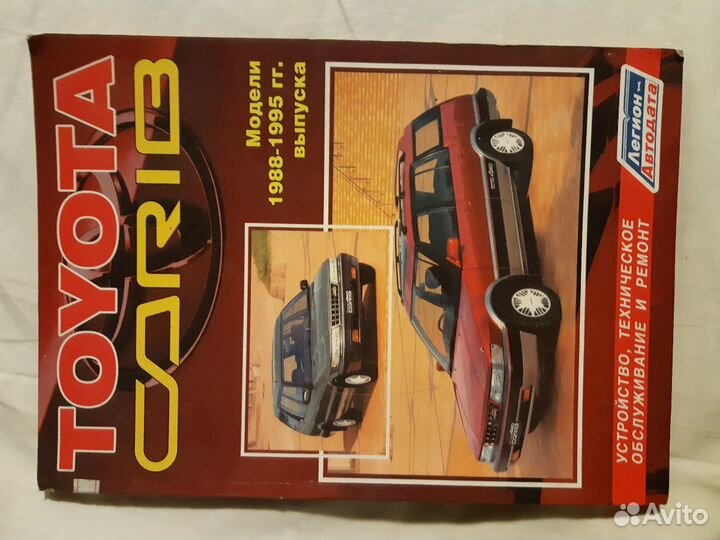 TOYOTA
CARIB
Модели
1988-1995 гг.
выпуска
Легион
Автодата
УСТРОЙСТВО, ТЕХНИЧЕСКОЕ
ОБСЛУЖИВАНИЕ И РЕМОНТ
Avito